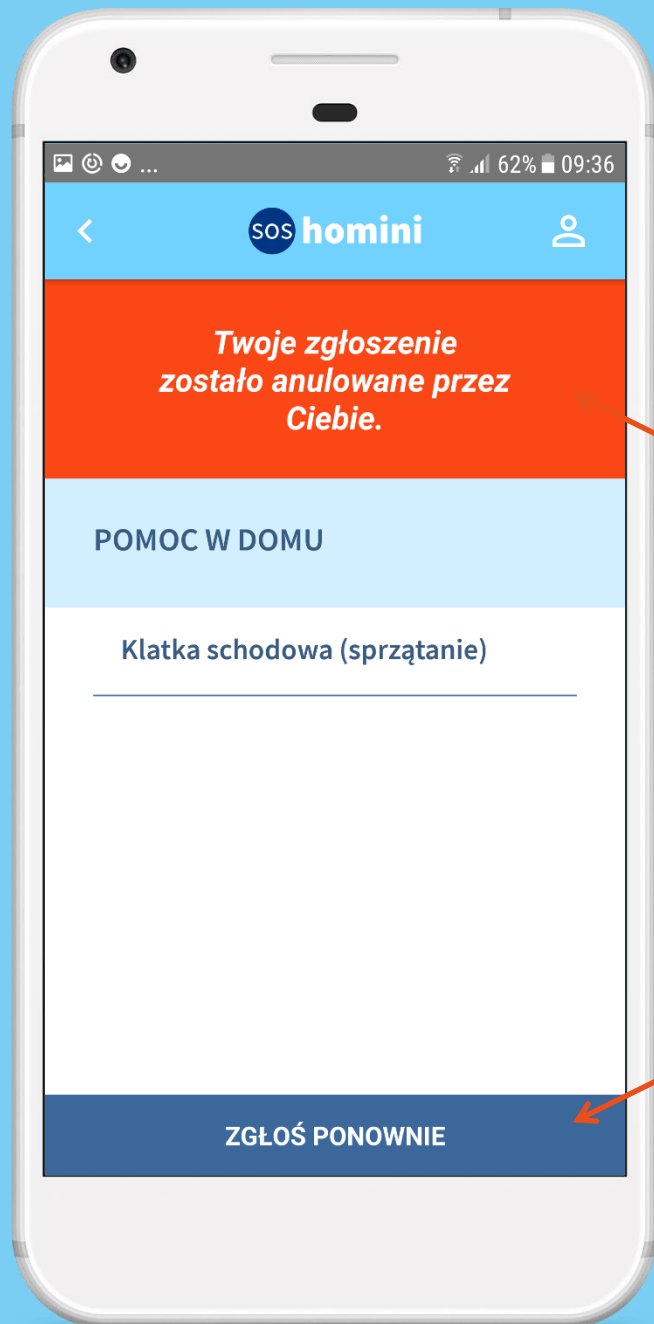 ... 62% 09:36
sos homini
Twoje zgłoszenie
zostało anulowane przez
Ciebie.
POMOC W DOMU
Klatka schodowa (sprzątanie)
ZGŁOŚ PONOWNIE